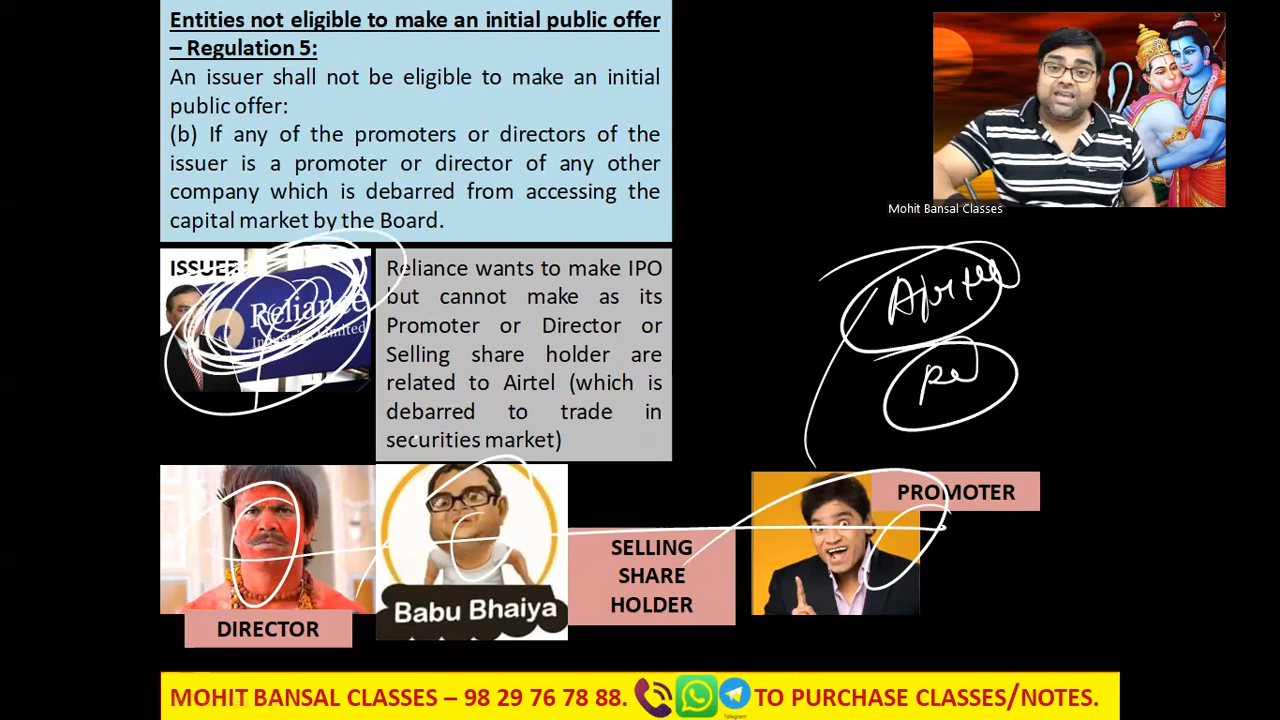 Entities not eligible to make an initial public offer
– Regulation 5:
An issuer shall not be eligible to make an initial
public offer:
(b) If any of the promoters or directors of the
issuer is a promoter or director of any other
company which is debarred from accessing the
capital market by the Board.
Mohit Bansal Classes
ISSUER
Reliance
Industries Limited
Reliance wants to make IPO
but cannot make as its
Promoter or Director or
Selling share holder are
related to Airtel (which is
debarred to trade in
securities market)
PROMOTER
SELLING
SHARE
HOLDER
Babu Bhaiya
DIRECTOR
MOHIT BANSAL CLASSES – 98 29 76 78 88. TO PURCHASE CLASSES/NOTES.
Telegram